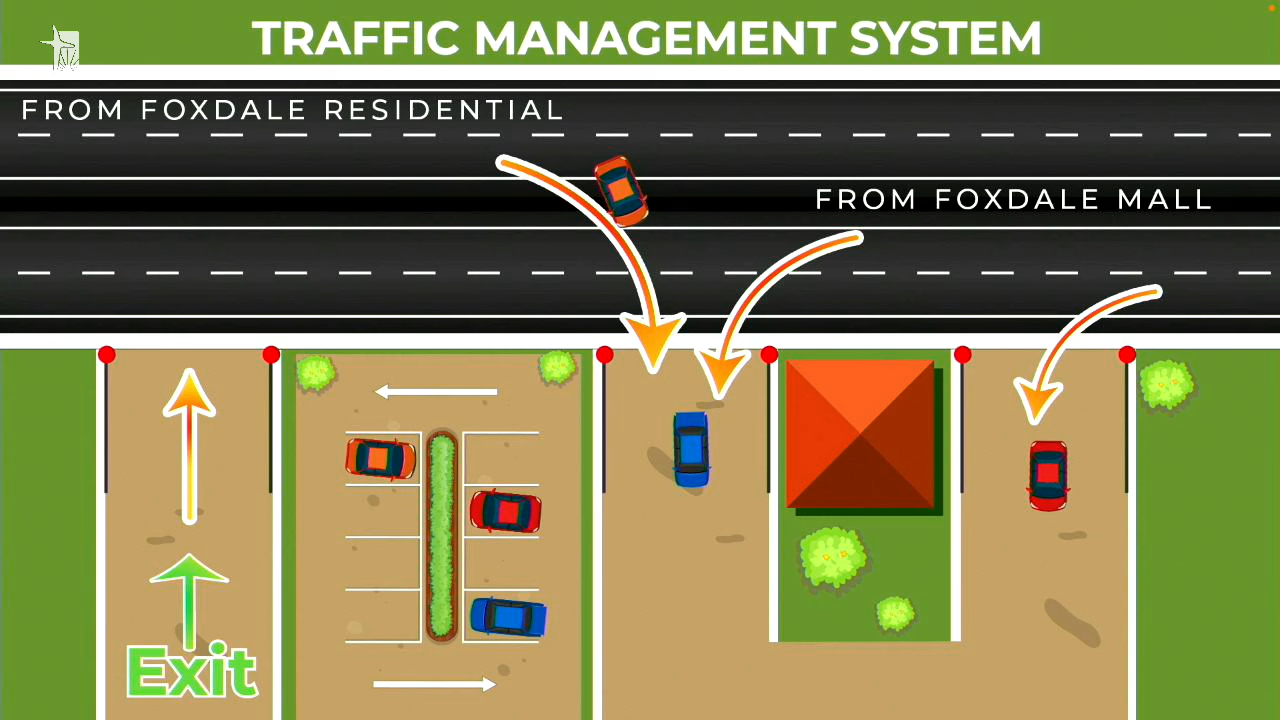 TRAFFIC MANAGEMENT SYSTEM
FROM FOXDALE RESIDENTIAL
FROM FOXDALE MALL
Exit